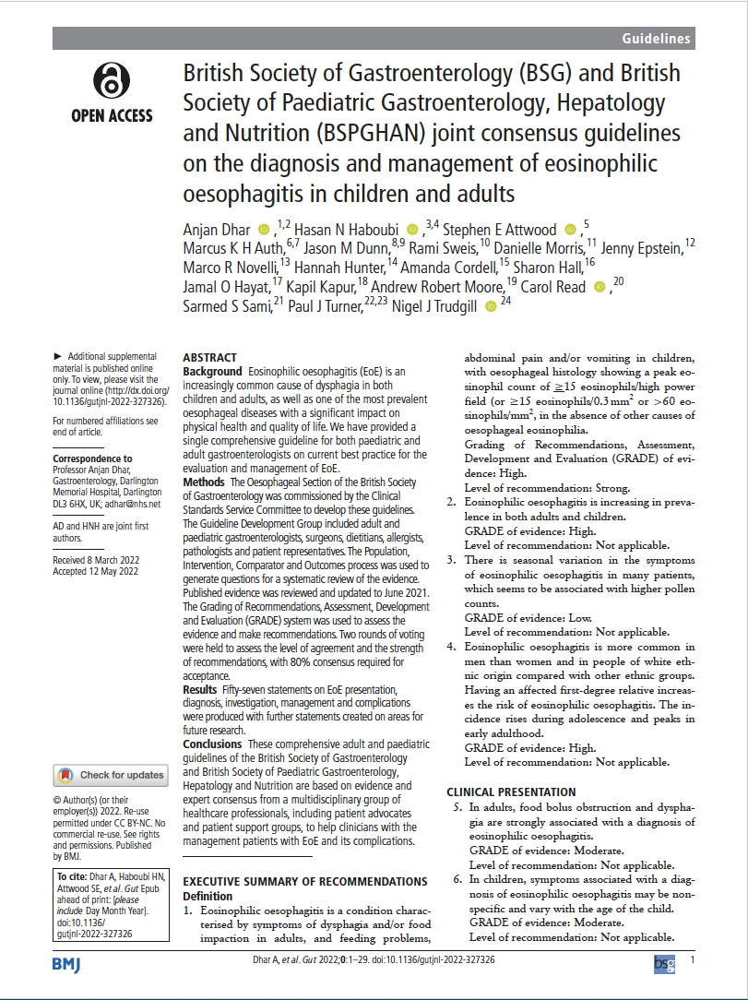 Guidelines
OPEN ACCESS
British Society of Gastroenterology (BSG) and British
Society of Paediatric Gastroenterology, Hepatology
and Nutrition (BSPGHAN) joint consensus guidelines
on the diagnosis and management of eosinophilic
oesophagitis in children and adults
Anjan Dhar ,1,2 Hasan N Haboubi ,3,4 Stephen E Attwood ,5
Marcus K H Auth,6,7 Jason M Dunn,8,9 Rami Sweis,10 Danielle Morris,11 Jenny Epstein,12
Marco R Novelli,13 Hannah Hunter,14 Amanda Cordell,15 Sharon Hall,16
Jamal O Hayat,17 Kapil Kapur,18 Andrew Robert Moore,19 Carol Read ,20
Sarmed S Sami,21 Paul J Turner,22,23 Nigel J Trudgill 24
► Additional supplemental
material is published online
only. To view, please visit the
journal online (http://dx.doi.org/
10.1136/gutjnl-2022-327326).
For numbered affiliations see
end of article.
Correspondence to
Professor Anjan Dhar,
Gastroenterology, Darlington
Memorial Hospital, Darlington
DL3 6HX, UK; adhar@nhs.net
AD and HNH are joint first
authors.
Received 8 March 2022
Accepted 12 May 2022
Check for updates
© Author(s) (or their
employer(s)) 2022. Re-use
permitted under CC BY-NC. No
commercial re-use. See rights
and permissions. Published
by BMJ.
To cite: Dhar A, Haboubi HN,
Attwood SE, et al. Gut Epub
ahead of print: [please
include Day Month Year].
doi:10.1136/
gutjnl-2022-327326
ABSTRACT
Background Eosinophilic oesophagitis (EoE) is an
increasingly common cause of dysphagia in both
children and adults, as well as one of the most prevalent
oesophageal diseases with a significant impact on
physical health and quality of life. We have provided a
single comprehensive guideline for both paediatric and
adult gastroenterologists on current best practice for the
evaluation and management of EoE.
Methods The Oesophageal Section of the British Society
of Gastroenterology was commissioned by the Clinical
Standards Service Committee to develop these guidelines.
The Guideline Development Group included adult and
paediatric gastroenterologists, surgeons, dietitians, allergists,
pathologists and patient representatives. The Population,
Intervention, Comparator and Outcomes process was used to
generate questions for a systematic review of the evidence.
Published evidence was reviewed and updated to June 2021.
The Grading of Recommendations, Assessment, Development
and Evaluation (GRADE) system was used to assess the
evidence and make recommendations. Two rounds of voting
were held to assess the level of agreement and the strength
of recommendations, with 80% consensus required for
acceptance.
Results Fifty-seven statements on EoE presentation,
diagnosis, investigation, management and complications
were produced with further statements created on areas for
future research.
Conclusions These comprehensive adult and paediatric
guidelines of the British Society of Gastroenterology
and British Society of Paediatric Gastroenterology,
Hepatology and Nutrition are based on evidence and
expert consensus from a multidisciplinary group of
healthcare professionals, including patient advocates
and patient support groups, to help clinicians with the
management patients with EoE and its complications.
EXECUTIVE SUMMARY OF RECOMMENDATIONS
Definition
1. Eosinophilic oesophagitis is a condition charac-
terised by symptoms of dysphagia and/or food
impaction in adults, and feeding problems,
abdominal pain and/or vomiting in children,
with oesophageal histology showing a peak eo-
sinophil count of ≥15 eosinophils/high power
field (or ≥15 eosinophils/0.3 mm2 or >60 eo-
sinophils/mm2, in the absence of other causes of
oesophageal eosinophilia.
Grading of Recommendations, Assessment,
Development and Evaluation (GRADE) of evi-
dence: High.
Level of recommendation: Strong.
2. Eosinophilic oesophagitis is increasing in preva-
lence in both adults and children.
GRADE of evidence: High.
Level of recommendation: Not applicable.
3. There is seasonal variation in the symptoms
of eosinophilic oesophagitis in many patients,
which seems to be associated with higher pollen
counts.
GRADE of evidence: Low.
Level of recommendation: Not applicable.
4. Eosinophilic oesophagitis is more common in
men than women and in people of white eth-
nic origin compared with other ethnic groups.
Having an affected first-degree relative increas-
es the risk of eosinophilic oesophagitis. The in-
cidence rises during adolescence and peaks in
early adulthood.
GRADE of evidence: High.
Level of recommendation: Not applicable.
CLINICAL PRESENTATION
5. In adults, food bolus obstruction and dyspha-
gia are strongly associated with a diagnosis of
eosinophilic oesophagitis.
GRADE of evidence: Moderate.
Level of recommendation: Not applicable.
6. In children, symptoms associated with a diag-
nosis of eosinophilic oesophagitis may be non-
specific and vary with the age of the child.
GRADE of evidence: Moderate.
Level of recommendation: Not applicable.
BMJ
Dhar A, et al. Gut 2022;0:1–29. doi:10.1136/gutjnl-2022-327326
bsg
1